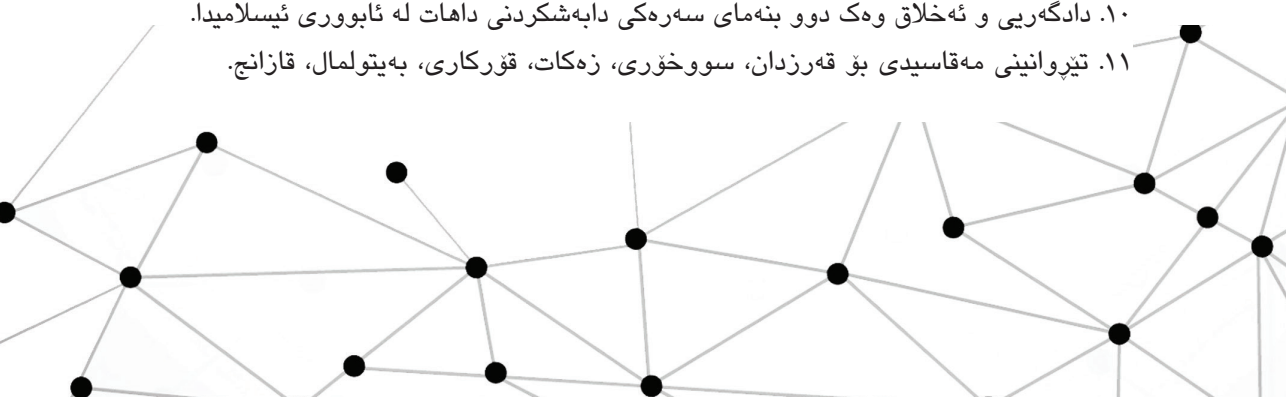 ١٠. دادگەریی و ئەخلاق وەک دوو بنەمای سەرەکی دابەشکردنی داهات لە ئابووری ئیسلامیدا.
١١. تێڕوانینی مەقاسیدی بۆ قەرزدان، سووخۆری، زەکات، قۆرکاری، بەیتولمال، قازانج.